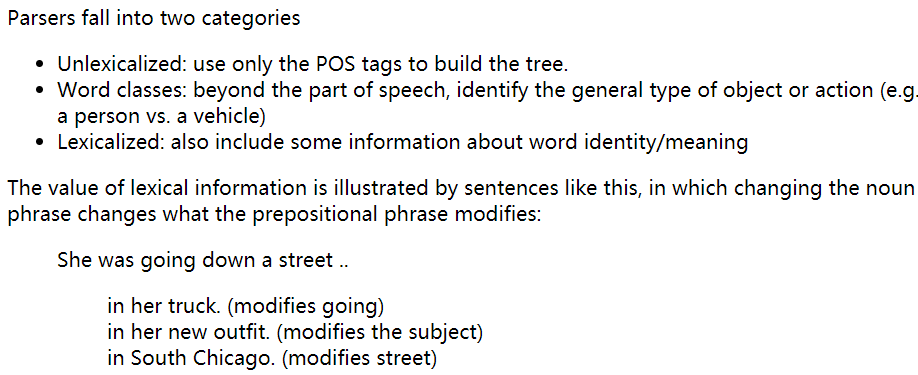 Parsers fall into two categories
• Unlexicalized: use only the POS tags to build the tree.
• Word classes: beyond the part of speech, identify the general type of object or action (e.g.
a person vs. a vehicle)
• Lexicalized: also include some information about word identity/meaning
The value of lexical information is illustrated by sentences like this, in which changing the noun
phrase changes what the prepositional phrase modifies:
She was going down a street ..
in her truck. (modifies going)
in her new outfit. (modifies the subject)
in South Chicago. (modifies street)